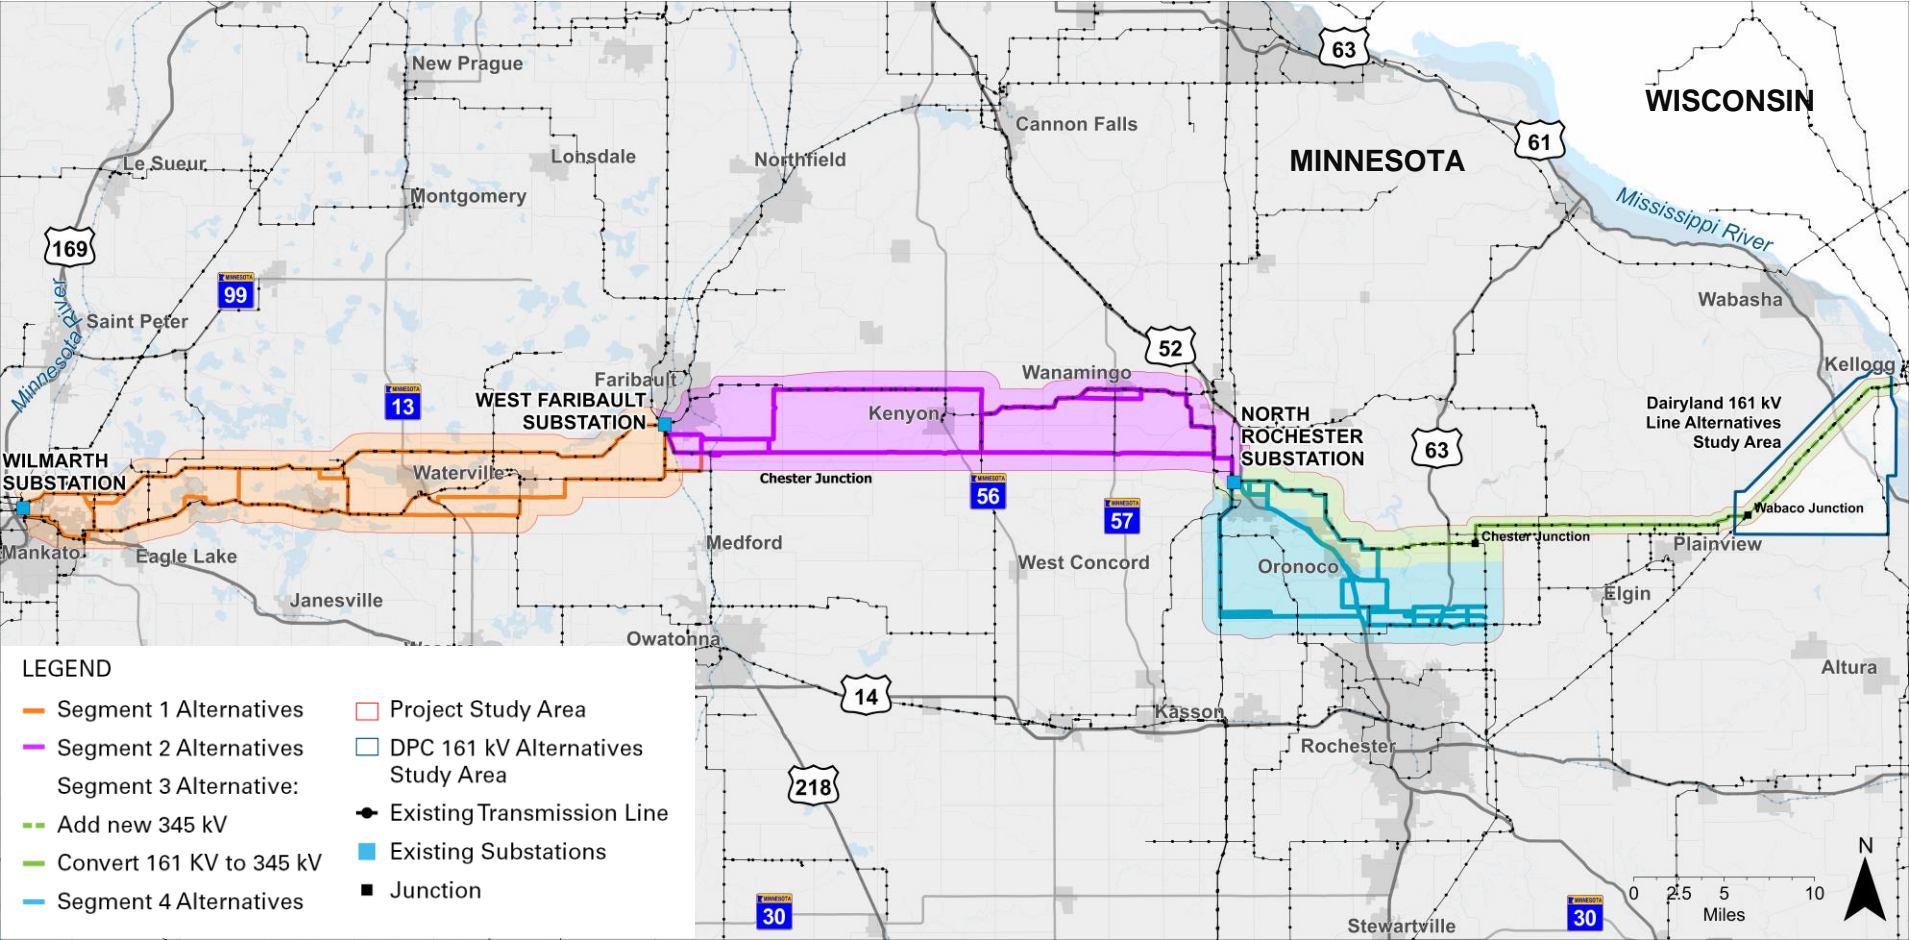 New Prague
63
WISCONSIN
Cannon Falls
61
Le Sueur
Lonsdale
Northfield
MINNESOTA
Montgomery
Mississippi River
169
MINNESOTA
99
Minnesota River
Saint Peter
Wabasha
52
Kellogg
Faribault
Wanamingo
MINNESOTA
13
WEST FARIBAULT
SUBSTATION
Kenyon
NORTH
ROCHESTER
SUBSTATION
Dairyland 161 kV
Line Alternatives
Study Area
63
WILMARTH
SUBSTATION
Waterville
Chester Junction
MINNESOTA
56
MINNESOTA
57
Wabaco Junction
Mankato
Eagle Lake
Medford
West Concord
Oronoco
Chester Junction
Plainview
Janesville
Elgin
Owatonna
Altura
14
Kasson
Rochester
218
MINNESOTA
30
Stewartville
MINNESOTA
30
LEGEND
Segment 1 Alternatives
Segment 2 Alternatives
Segment 3 Alternative:
Add new 345 kV
Convert 161 KV to 345 kV
Segment 4 Alternatives
Project Study Area
DPC 161 kV Alternatives
Study Area
Existing Transmission Line
Existing Substations
Junction
N
0 2.5 5 10
Miles